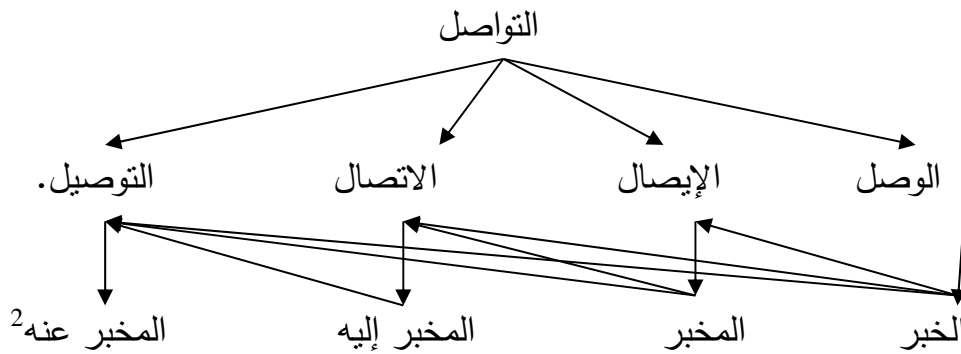 التواصل
الوصل الإيصال الاتصال التوصيل.
الخبر المخبر المخبر إليه المخبر عنه2